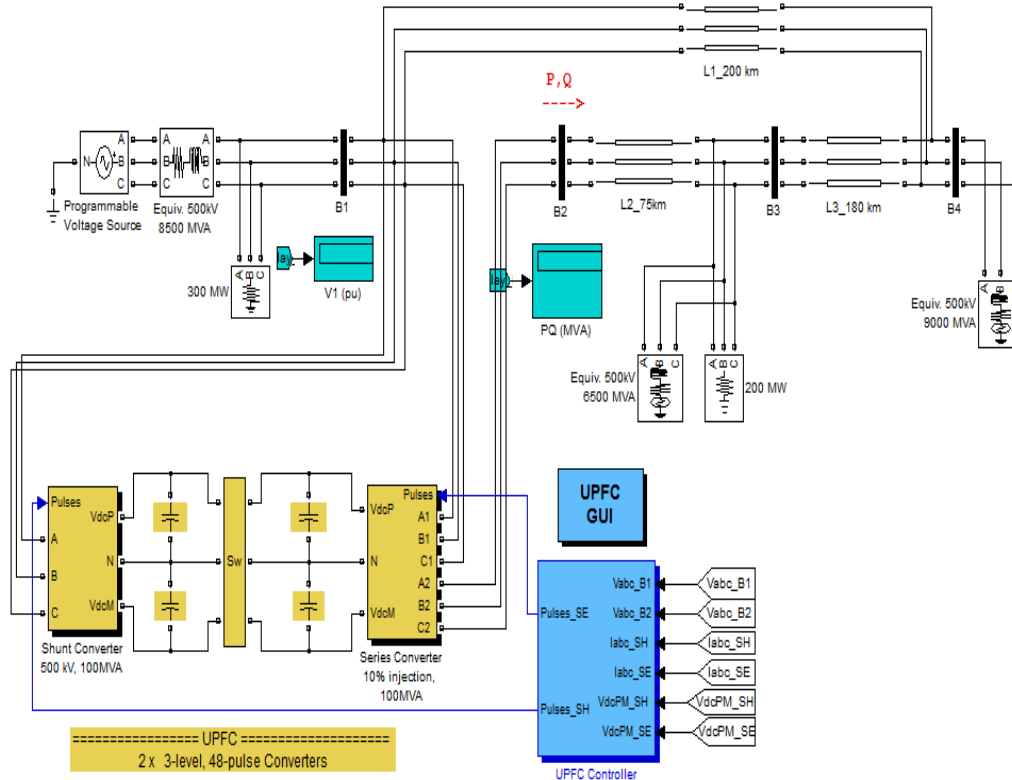 L1_200 km
P,Q
N
A
B
C
A
B
C
A
B
C
Programmable
Voltage Source
Equiv. 500kV
8500 MVA
B1
B2
L2_75km
B3
L3_180 km
B4
A
B
C
300 MW
V1 (pu)
PQ (MVA)
A
B
C
Equiv. 500kV
6500 MVA
A
B
C
200 MW
A
B
Equiv. 500kV
9000 MVA
Pulses
A
B
C
VdcP
N
VdcM
Shunt Converter
500 kV, 100MVA
Sw
Pulses
VdcP
N
VdcM
A1
B1
C1
A2
B2
C2
Series Converter
10% injection,
100MVA
UPFC
GUI
Pulses_SE
Pulses_SH
Vabc_B1
Vabc_B2
Iabc_SH
Iabc_SE
VdcPM_SH
VdcPM_SE
Vabc_B1
Vabc_B2
Iabc_SH
Iabc_SE
VdcPM_SH
VdcPM_SE
UPFC Controller
================= UPFC ====================
2 x 3-level, 48-pulse Converters